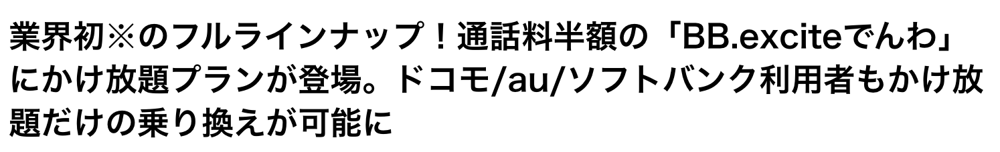 業界初※のフルラインナップ！通話料半額の「BB.exciteでんわ」
にかけ放題プランが登場。ドコモ/au/ソフトバンク利用者もかけ放
題だけの乗り換えが可能に